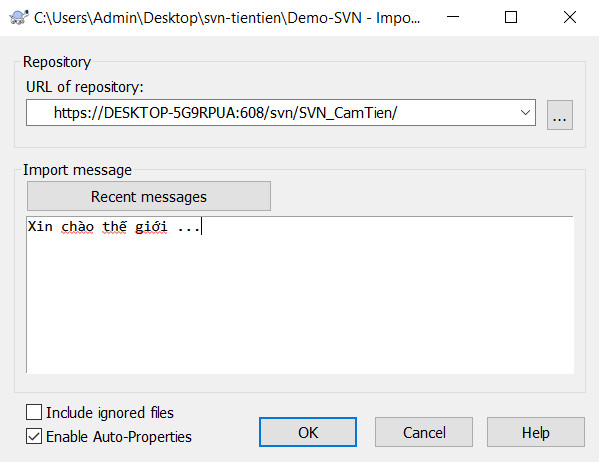 C:\Users\Admin\Desktop\svn-tientien\Demo-SVN - Impo...
Repository
URL of repository:
https://DESKTOP-5G9RPUA:608/svn/SVN_CamTien/
...
Import message
Recent messages
Xin chào thế giới ...
Include ignored files
Enable Auto-Properties
OK
Cancel
Help